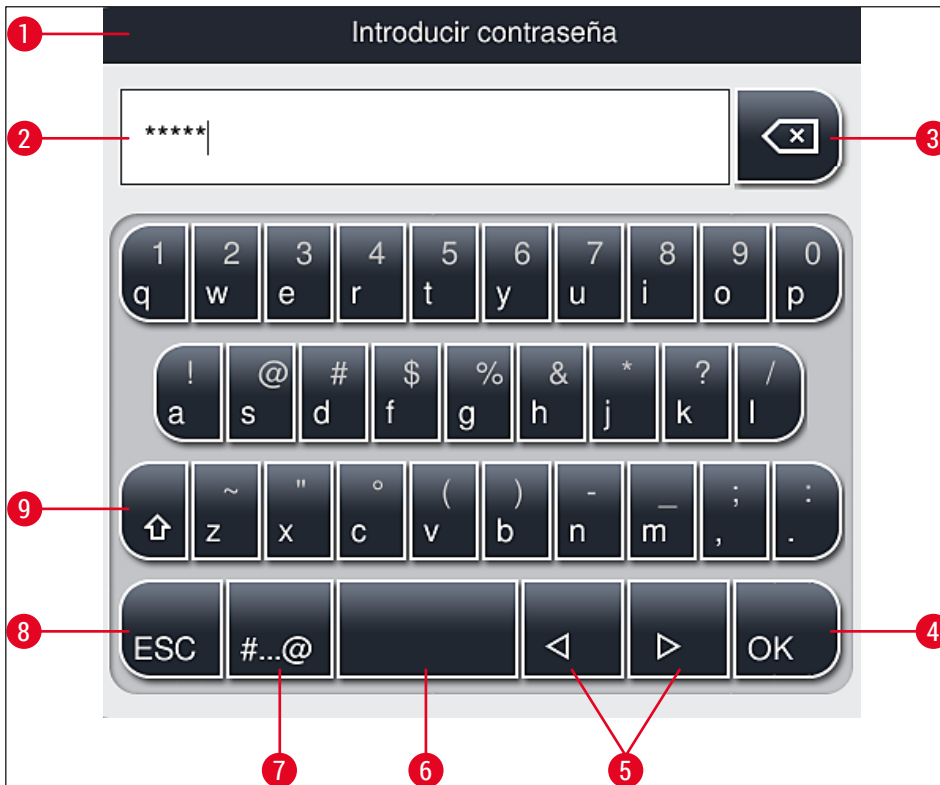 1 Introducir contraseña
2 ***** 3
1 2 3 4 5 6 7 8 9 0
q w e r t y u i o p
! @ # $ % & * ? /
a s d f g h j k l
~ " ° ( ) - _ ; :
9 z x c v b n m , .
8 ESC #...@ OK 4
7 6 5